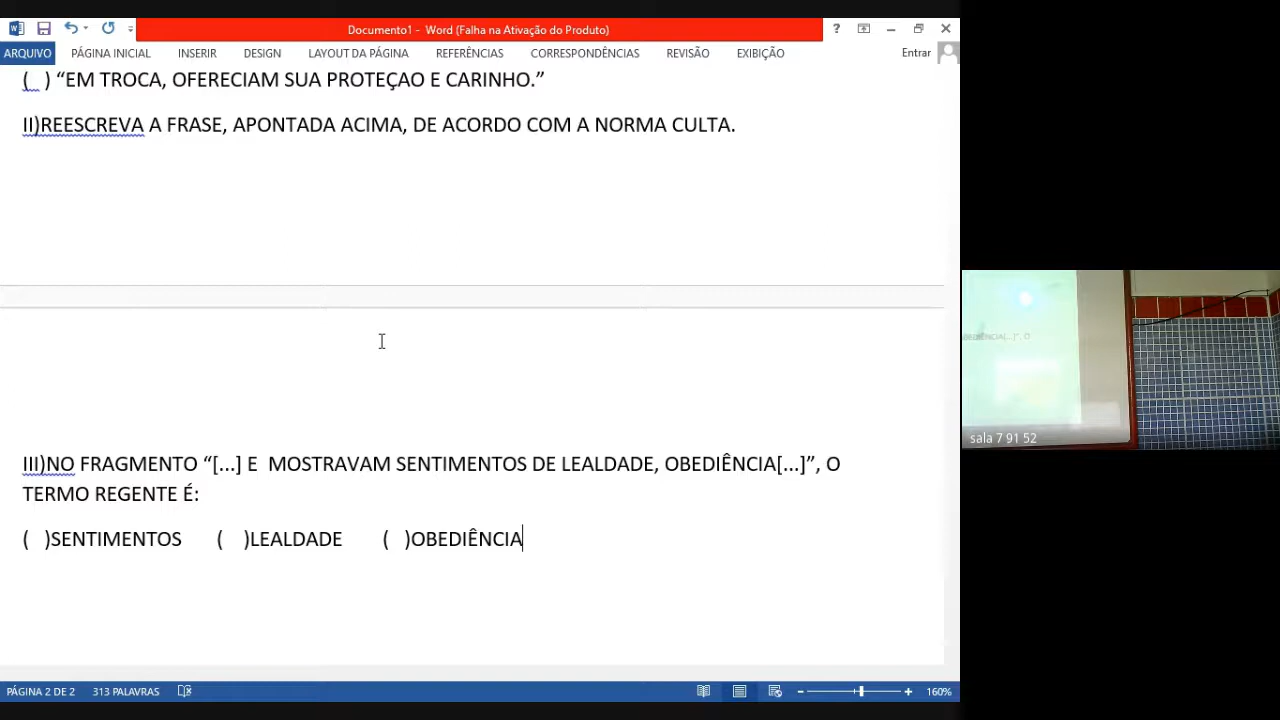 Documento1 - Word (Falha na Ativação do Produto)
ARQUIVO PÁGINA INICIAL INSERIR DESIGN LAYOUT DA PÁGINA REFERÊNCIAS CORRESPONDÊNCIAS REVISÃO EXIBIÇÃO Entrar
( ) “EM TROCA, OFERECIAM SUA PROTEÇAO E CARINHO.”
II)REESCREVA A FRASE, APONTADA ACIMA, DE ACORDO COM A NORMA CULTA.
III)NO FRAGMENTO “[...] E MOSTRAVAM SENTIMENTOS DE LEALDADE, OBEDIÊNCIA[...]”, O
TERMO REGENTE É:
( )SENTIMENTOS ( )LEALDADE ( )OBEDIÊNCIA
sala 7 91 52
PÁGINA 2 DE 2 313 PALAVRAS 160%